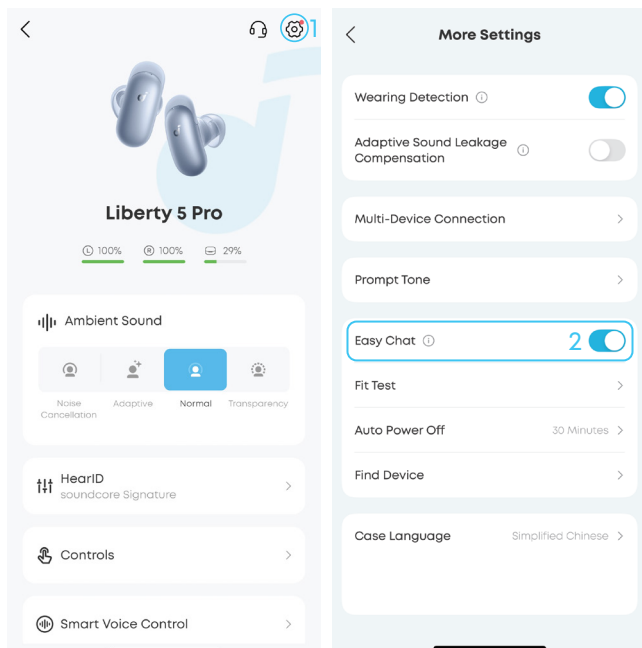 1
Liberty 5 Pro
L 100%
R 100%
29%
Ambient Sound
Noise
Cancellation
Adaptive
Normal
Transparency
HearID
soundcore Signature
Controls
Smart Voice Control
More Settings
Wearing Detection
Adaptive Sound Leakage
Compensation
Multi-Device Connection
Prompt Tone
Easy Chat
2
Fit Test
Auto Power Off
30 Minutes
Find Device
Case Language
Simplified Chinese